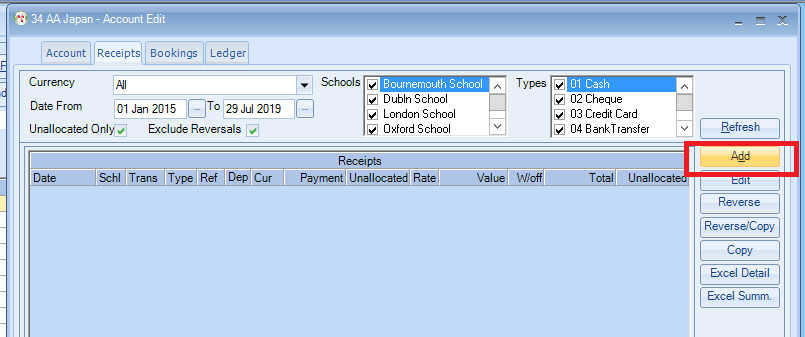 34 AA Japan - Account Edit
Account Receipts Bookings Ledger
Currency All Schools Bournemouth School Types 01 Cash
Dubln School 02 Cheque
Date From 01 Jan 2015 ... To 29 Jul 2019 ... London School 03 Credit Card
Unallocated Only Exclude Reversals Oxford School 04 BankTransfer
Refresh
Receipts Add
Date Schl Trans Type Ref Dep Cur Payment Unallocated Rate Value W/off Total Unallocated Edit
Reverse
Reverse/Copy
Copy
Excel Detail
Excel Summ.